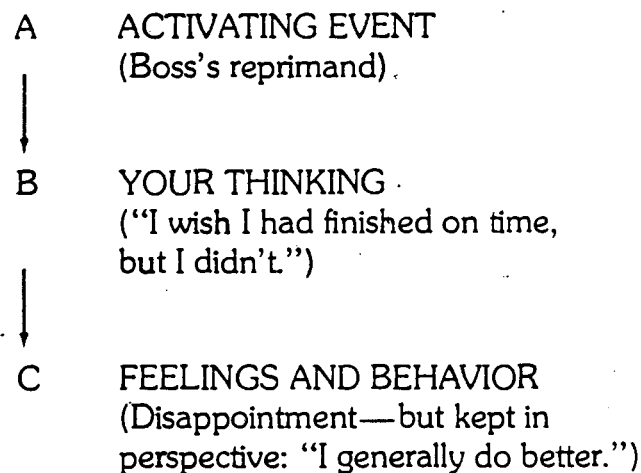 A ACTIVATING EVENT
(Boss's reprimand)
B YOUR THINKING
("I wish I had finished on time,
but I didn't.")
C FEELINGS AND BEHAVIOR
(Disappointment—but kept in
perspective: "I generally do better.")